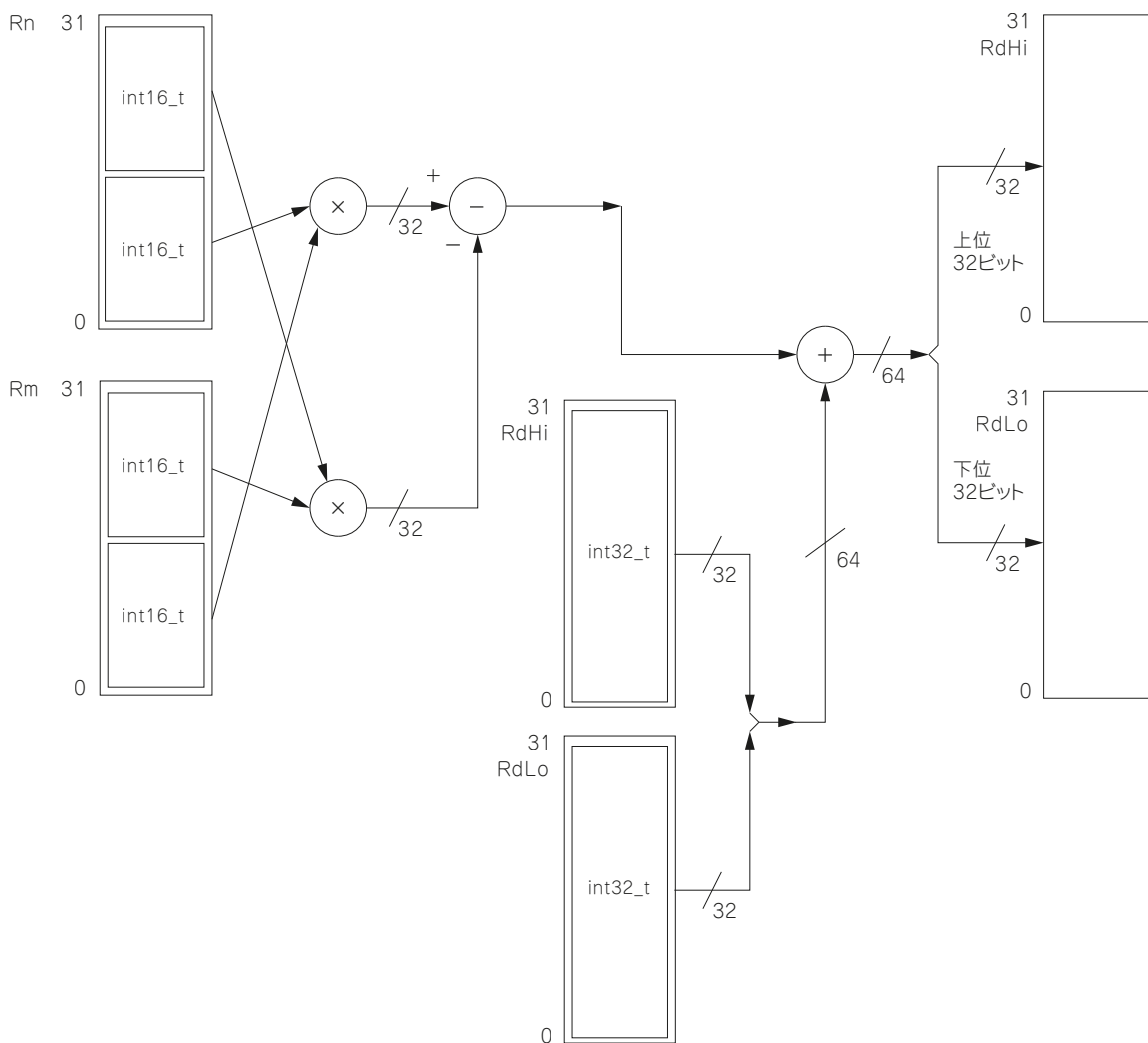 Rn 31
int16_t
int16_t
0
Rm 31
int16_t
int16_t
0
×
32
+
−
−
×
32
31
RdHi
int32_t
32
0
31
RdLo
int32_t
32
0
64
+
64
上位
32ビット
32
31
RdHi
0
下位
32ビット
32
31
RdLo
0